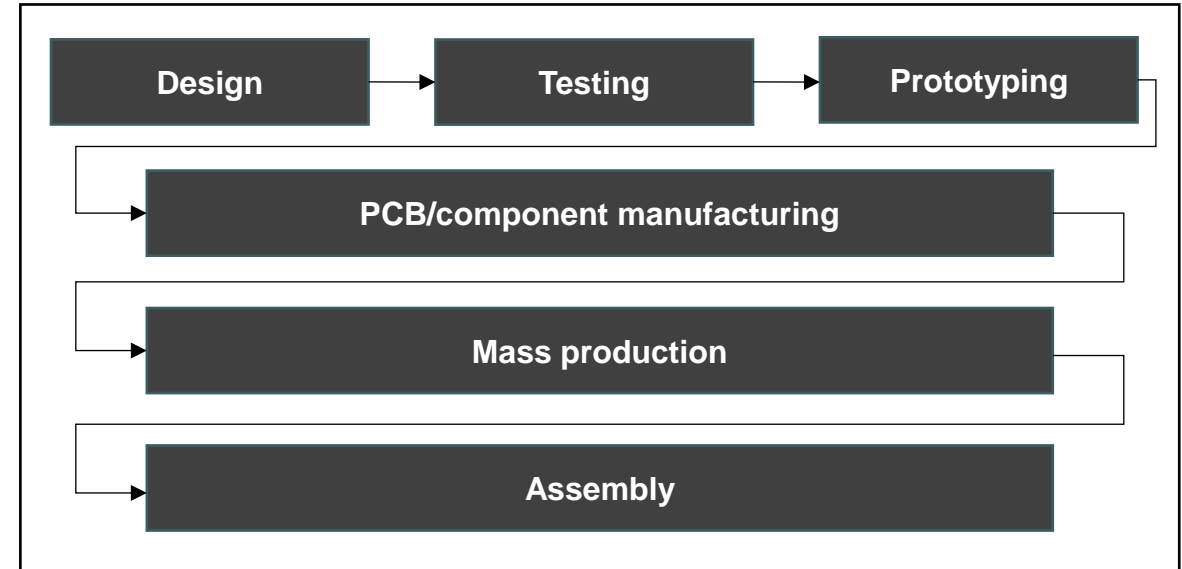 Design
Testing
Prototyping
PCB/component manufacturing
Mass production
Assembly